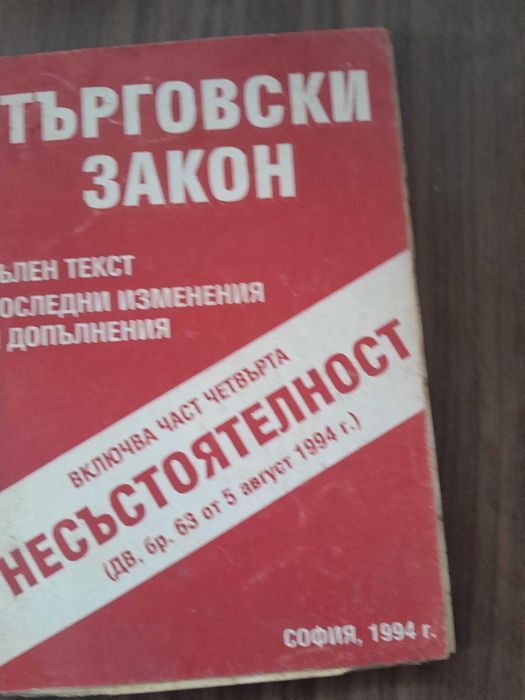 ТЪРГОВСКИ
ЗАКОН
ЪЛЕН ТЕКСТ
ОСЛЕДНИ ИЗМЕНЕНИЯ
И ДОПЪЛНЕНИЯ
ВКЛЮЧВА ЧАСТ ЧЕТВЪРТА
НЕСЪСТОЯТЕЛНОСТ
(ДВ, бр. 63 от 5 август 1994 г.)
СОФИЯ, 1994 г.